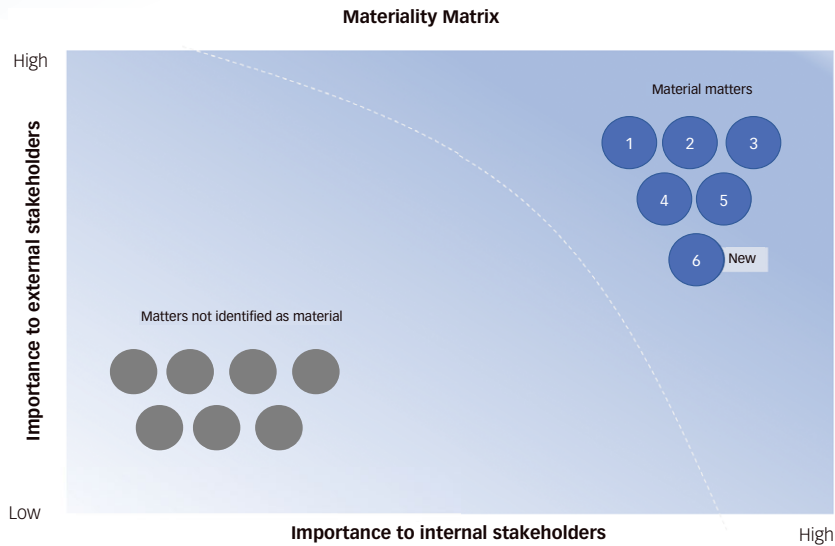 Materiality Matrix
High
Material matters
1 2 3
4 5
6 New
Importance to external stakeholders
Matters not identified as material
Low
Importance to internal stakeholders
High